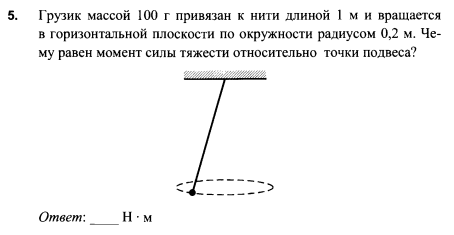 5. Грузик массой 100 г привязан к нити длиной 1 м и вращается
в горизонтальной плоскости по окружности радиусом 0,2 м. Че-
му равен момент силы тяжести относительно точки подвеса?
Ответ: ____ Н · м